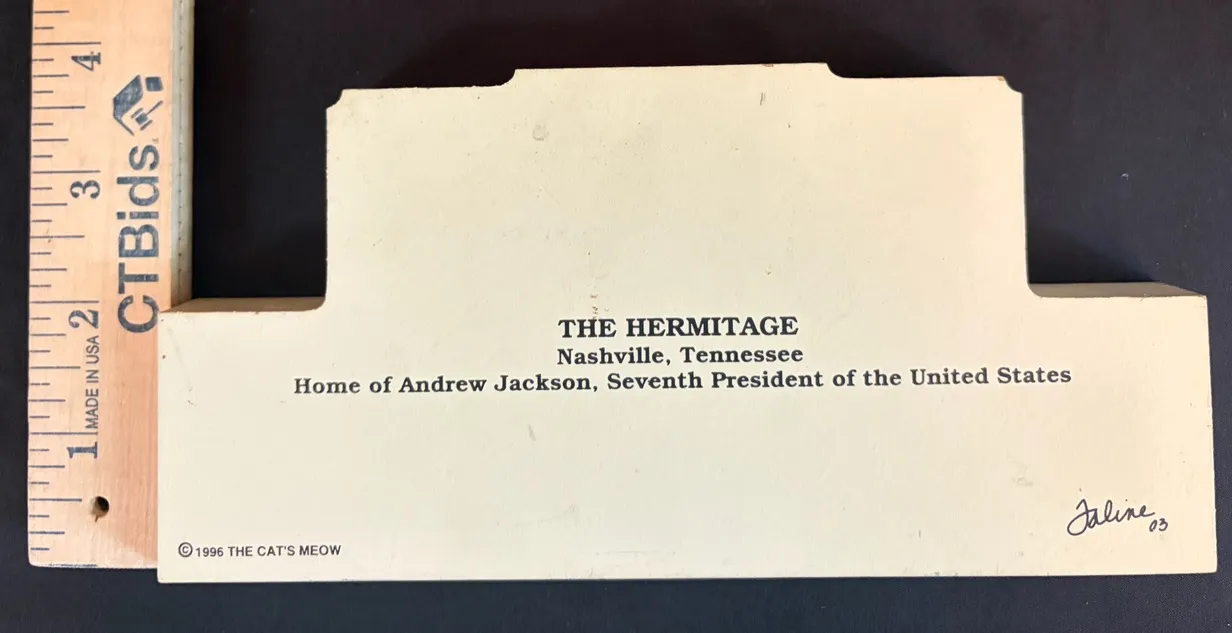 4
3
2
1
CTBids
MADE IN USA
THE HERMITAGE
Nashville, Tennessee
Home of Andrew Jackson, Seventh President of the United States
©1996 THE CAT'S MEOW
Faline
03